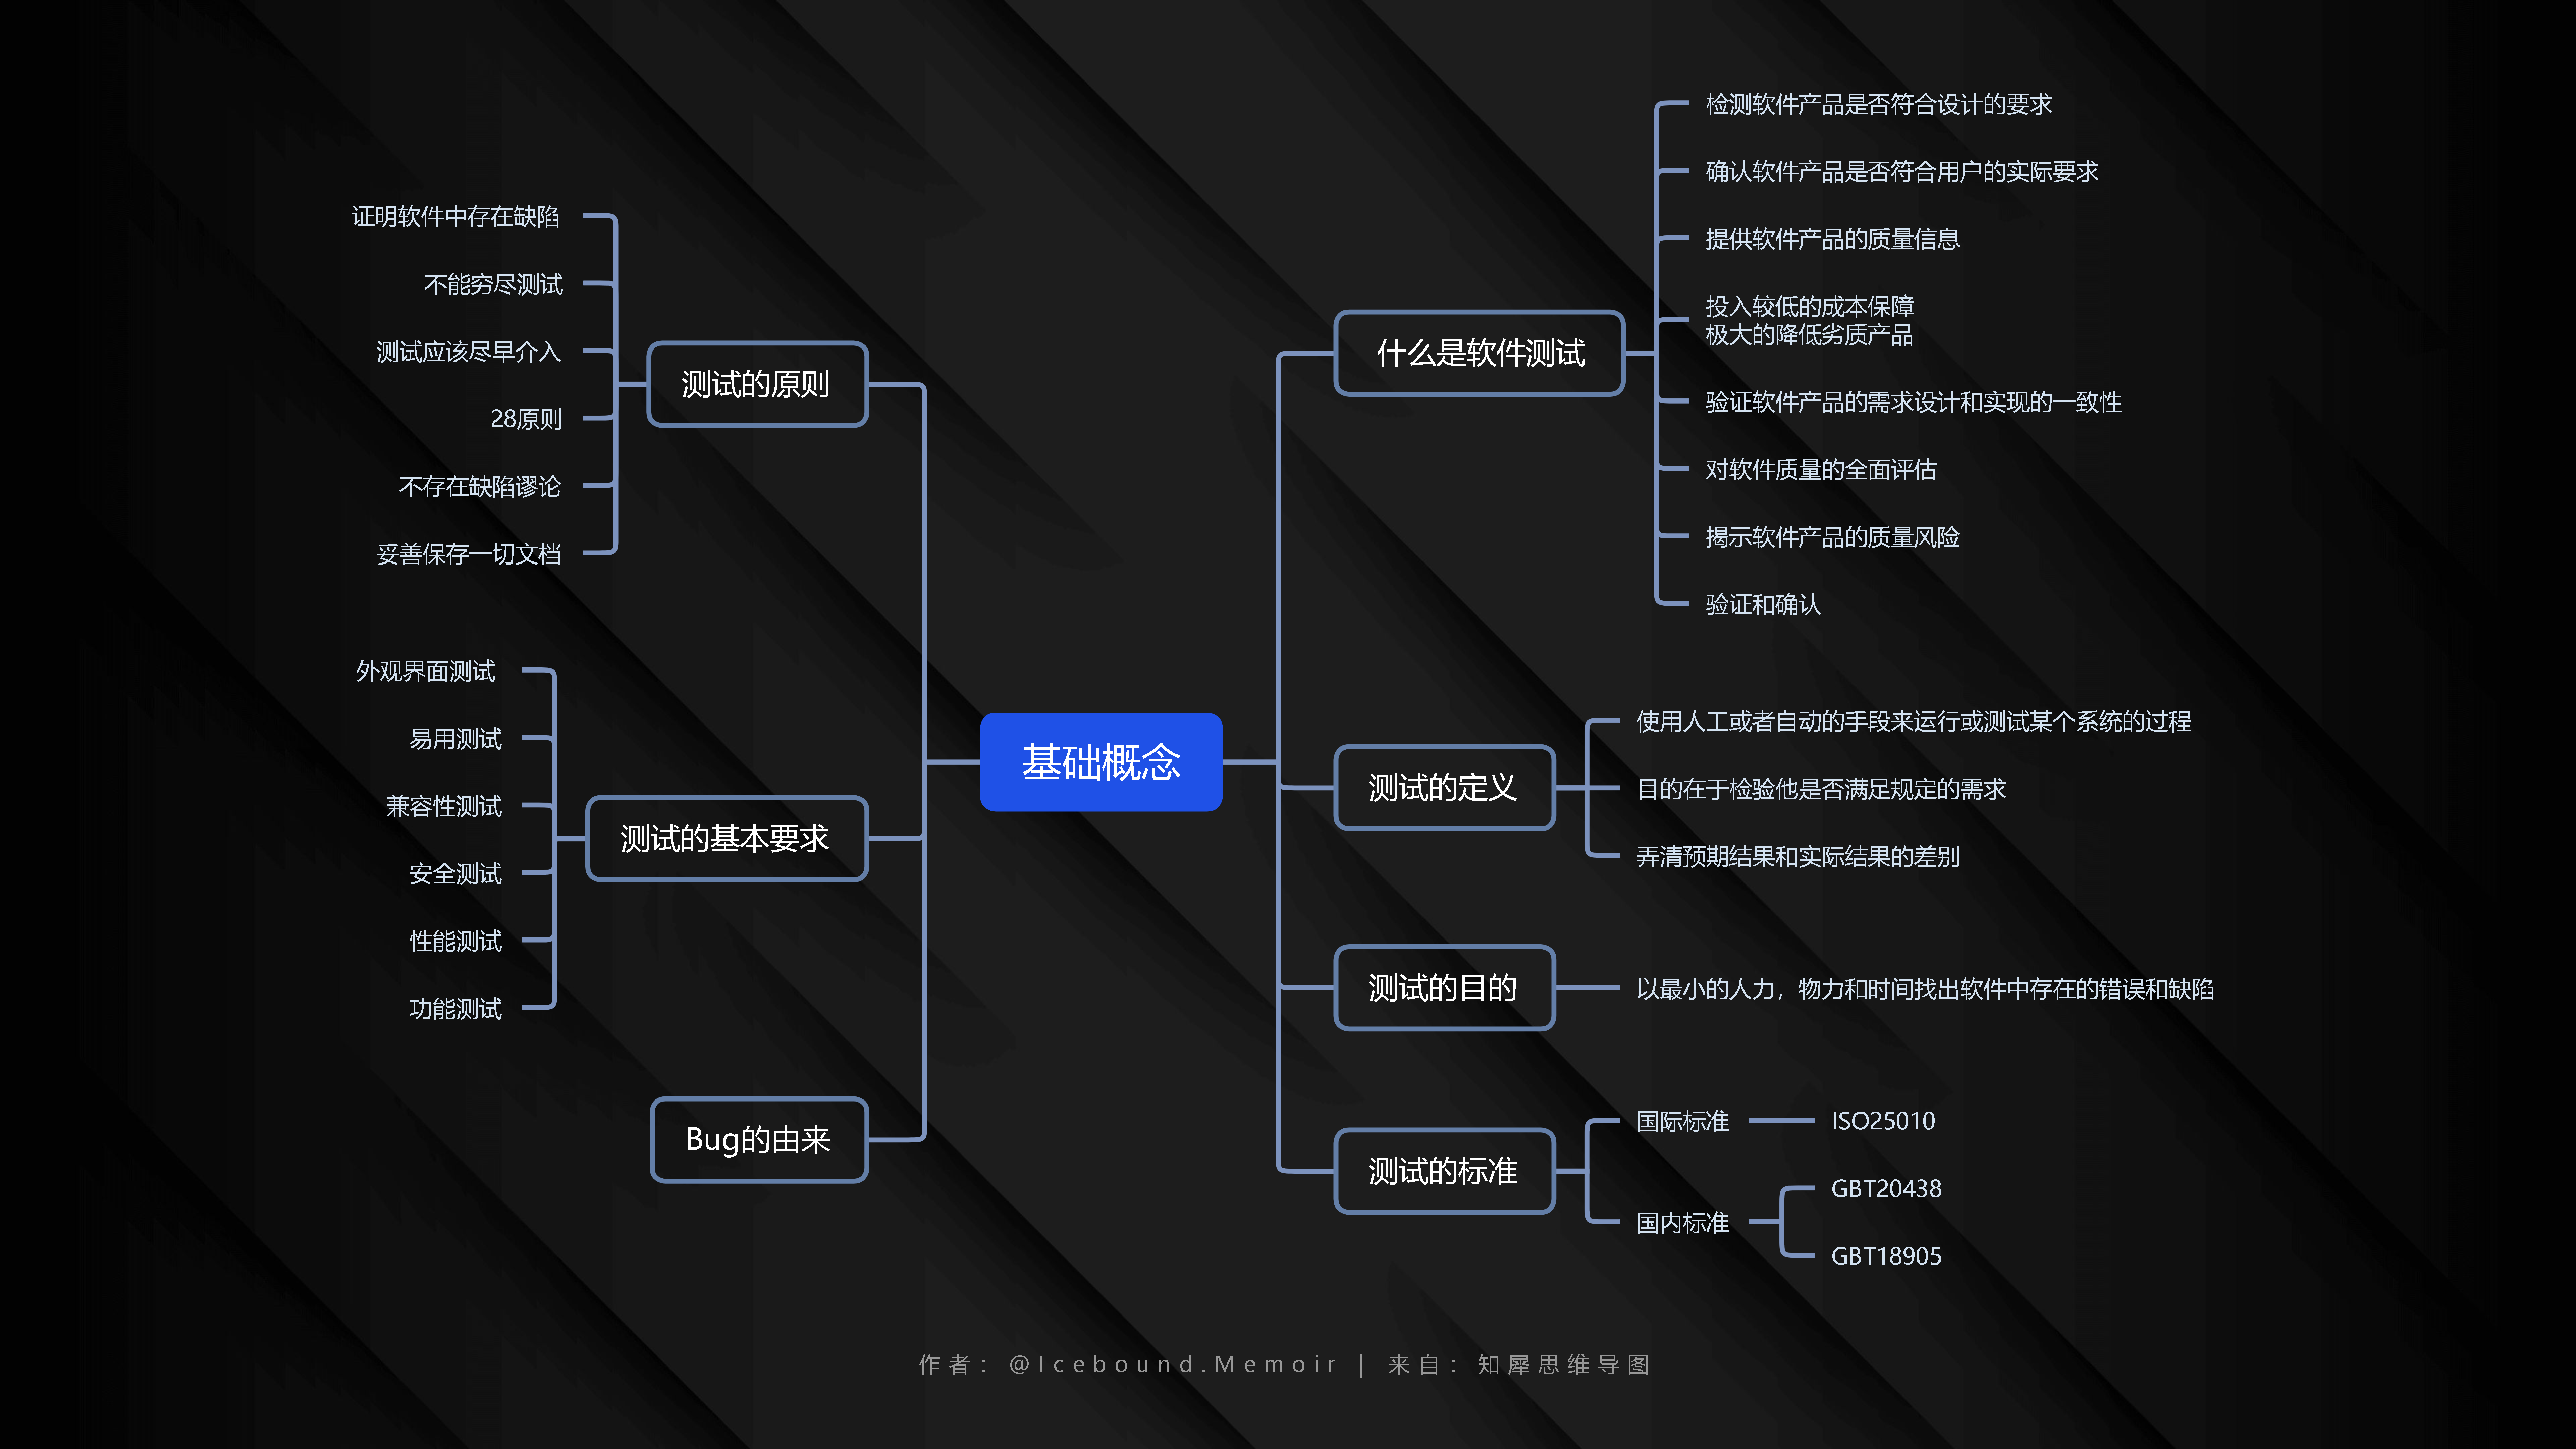 基础概念
什么是软件测试
检测软件产品是否符合设计的要求
确认软件产品是否符合用户的实际要求
提供软件产品的质量信息
投入较低的成本保障
极大的降低劣质产品
验证软件产品的需求设计和实现的一致性
对软件质量的全面评估
揭示软件产品的质量风险
验证和确认
测试的定义
使用人工或者自动的手段来运行或测试某个系统的过程
目的在于检验他是否满足规定的需求
弄清预期结果和实际结果的差别
测试的目的
以最小的人力，物力和时间找出软件中存在的错误和缺陷
测试的标准
国际标准
ISO25010
国内标准
GBT20438
GBT18905
测试的原则
证明软件中存在缺陷
不能穷尽测试
测试应该尽早介入
28原则
不存在缺陷谬论
妥善保存一切文档
测试的基本要求
外观界面测试
易用测试
兼容性测试
安全测试
性能测试
功能测试
Bug的由来
作者：@Icebound.Memoir | 来自：知犀思维导图